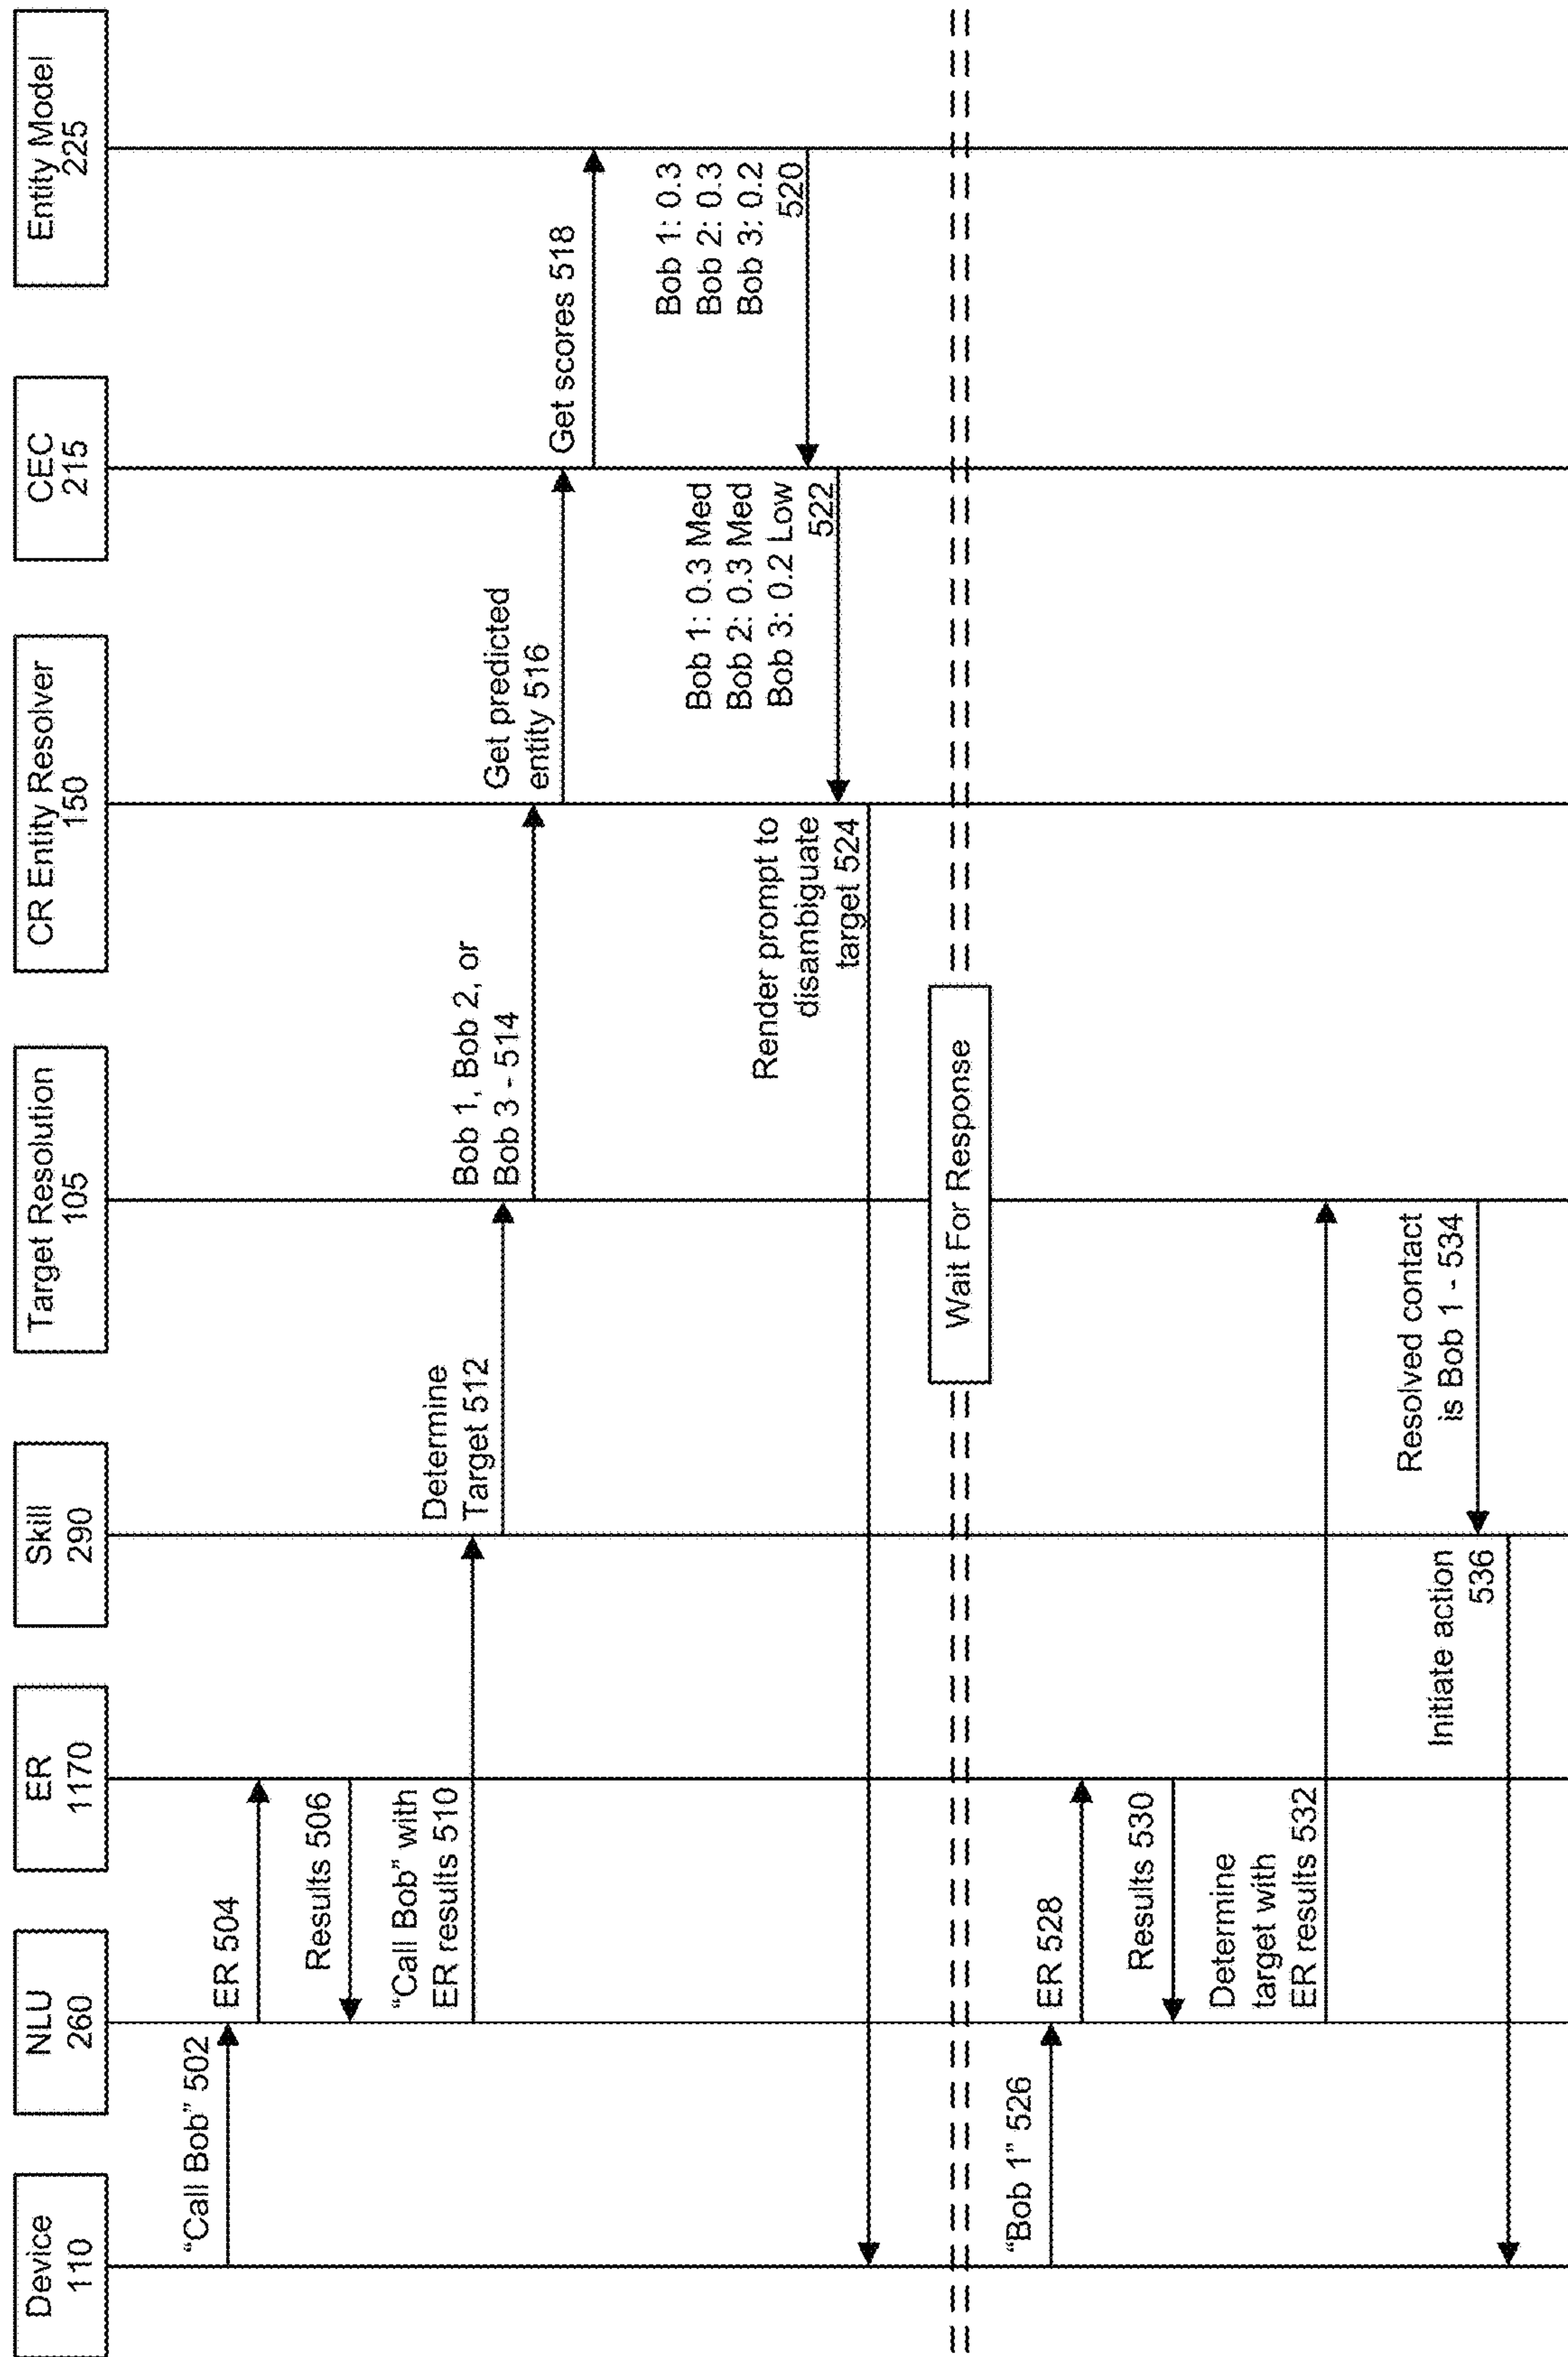 Device
110
NLU
260
ER
1170
Skill
290
Target Resolution
105
CR Entity Resolver
150
CEC
215
Entity Model
225
“Call Bob” 502
ER 504
Results 506
“Call Bob” with
ER results 510
Determine
Target 512
Bob 1, Bob 2, or
Bob 3 - 514
Get predicted
entity 516
Get scores 518
Bob 1: 0.3
Bob 2: 0.3
Bob 3: 0.2
520
Bob 1: 0.3 Med
Bob 2: 0.3 Med
Bob 3: 0.2 Low
522
Render prompt to
disambiguate
target 524
Wait For Response
“Bob 1” 526
ER 528
Results 530
Determine
target with
ER results 532
Resolved contact
is Bob 1 - 534
Initiate action
536